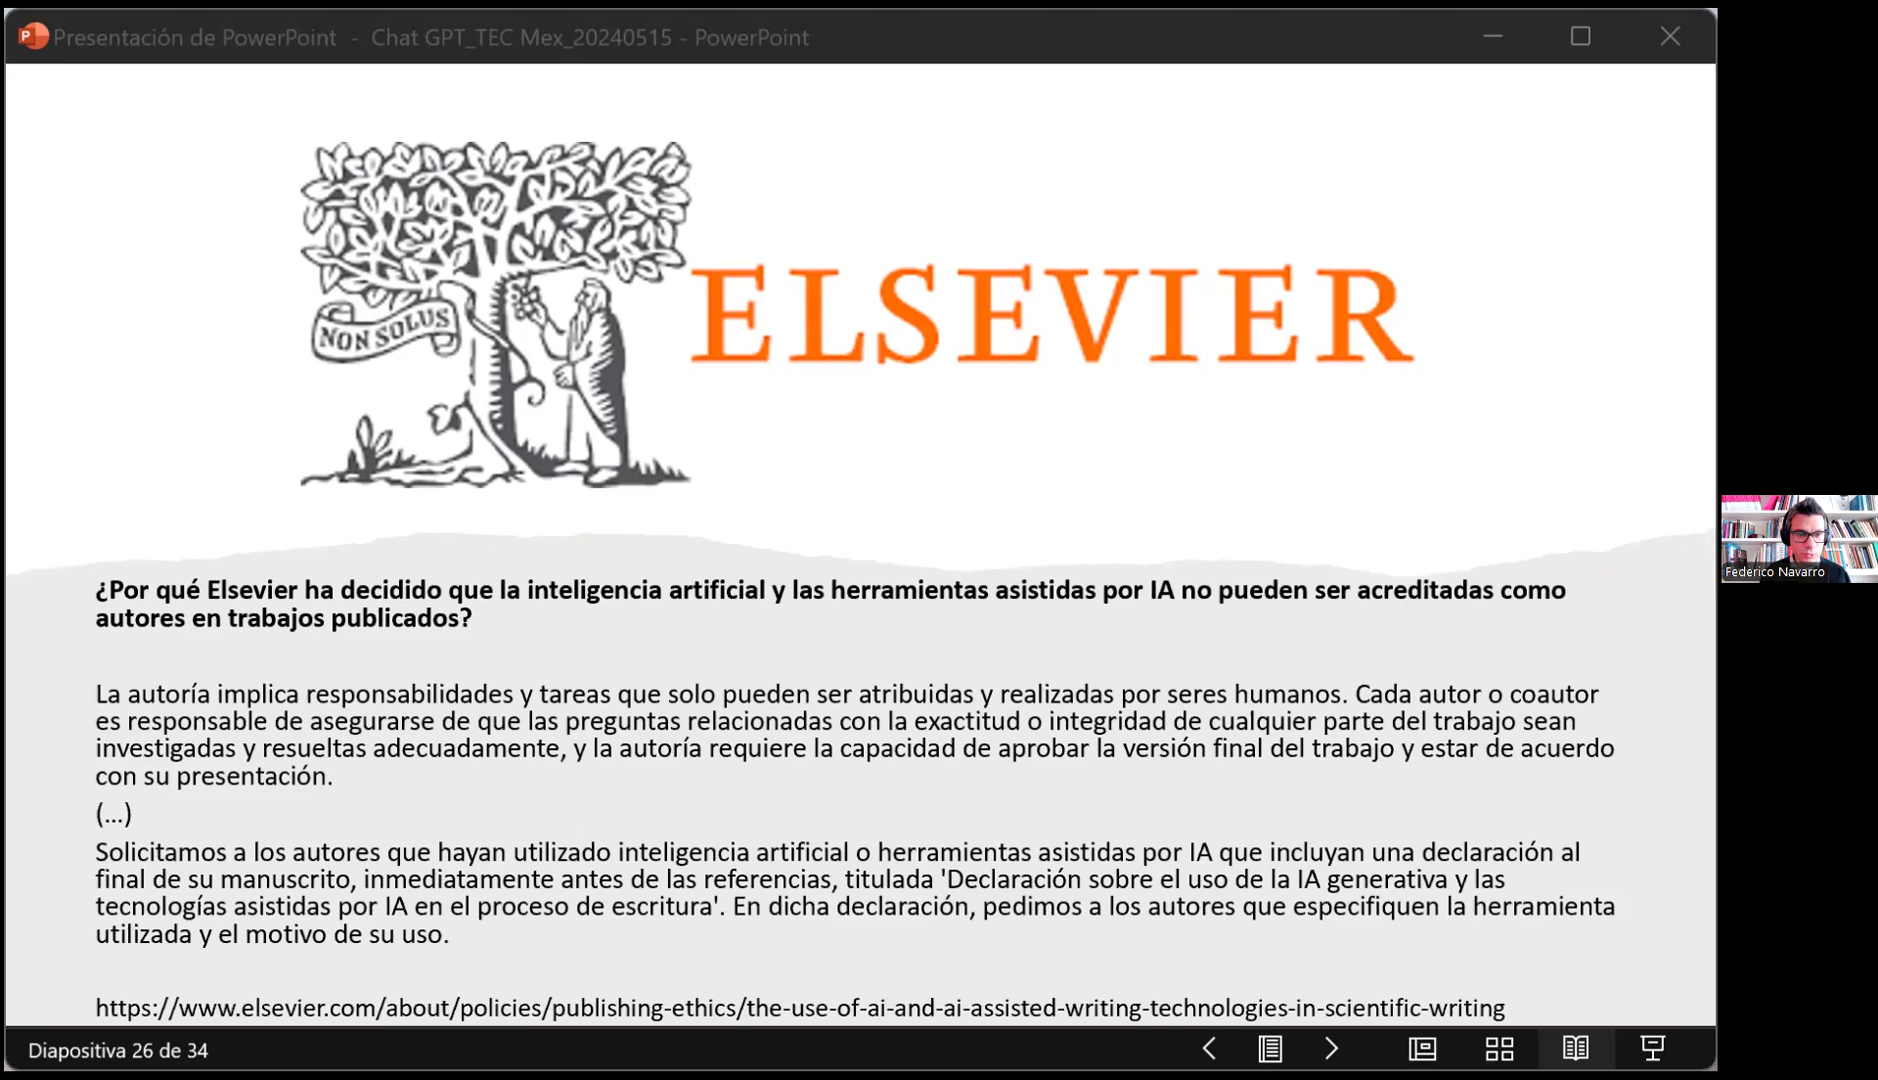 Presentación de PowerPoint - Chat GPT_TEC Mex_20240515 - PowerPoint
NON SOLUS
ELSEVIER
¿Por qué Elsevier ha decidido que la inteligencia artificial y las herramientas asistidas por IA no pueden ser acreditadas como
autores en trabajos publicados?
Federico Navarro
La autoría implica responsabilidades y tareas que solo pueden ser atribuidas y realizadas por seres humanos. Cada autor o coautor
es responsable de asegurarse de que las preguntas relacionadas con la exactitud o integridad de cualquier parte del trabajo sean
investigadas y resueltas adecuadamente, y la autoría requiere la capacidad de aprobar la versión final del trabajo y estar de acuerdo
con su presentación.
(...)
Solicitamos a los autores que hayan utilizado inteligencia artificial o herramientas asistidas por IA que incluyan una declaración al
final de su manuscrito, inmediatamente antes de las referencias, titulada 'Declaración sobre el uso de la IA generativa y las
tecnologías asistidas por IA en el proceso de escritura'. En dicha declaración, pedimos a los autores que especifiquen la herramienta
utilizada y el motivo de su uso.
https://www.elsevier.com/about/policies/publishing-ethics/the-use-of-ai-and-ai-assisted-writing-technologies-in-scientific-writing
Diapositiva 26 de 34